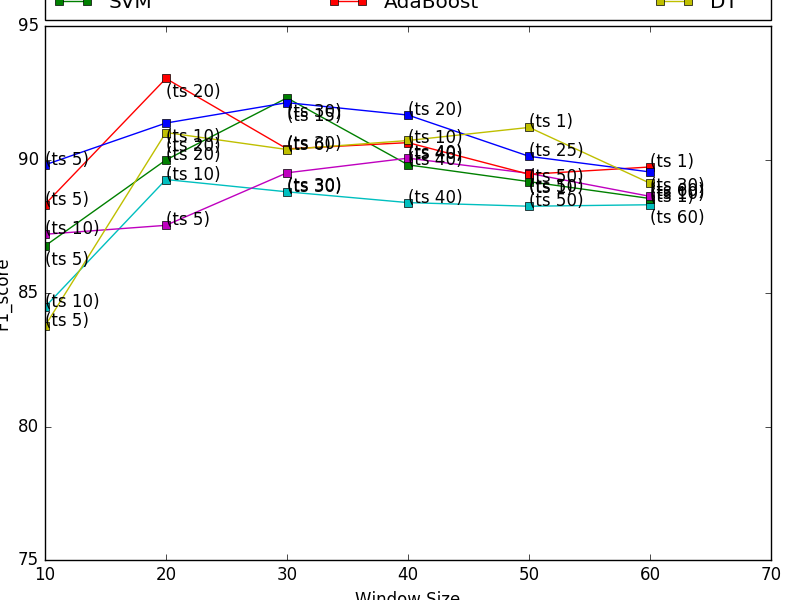 SVM AdaBoost DT
95
90
85
80
75
F1_score
(ts 5)
(ts 5)
(ts 10)
(ts 5)
(ts 10)
(ts 5)
(ts 20)
(ts 10)
(ts 20)
(ts 20)
(ts 10)
(ts 5)
(ts 30)
(ts 15)
(ts 30)
(ts 20)
(ts 10)
(ts 40)
(ts 40)
(ts 40)
(ts 1)
(ts 25)
(ts 50)
(ts 50)
(ts 1)
(ts 30)
(ts 60)
(ts 10)
(ts 1)
(ts 60)
10 20 30 40 50 60 70
Window Size